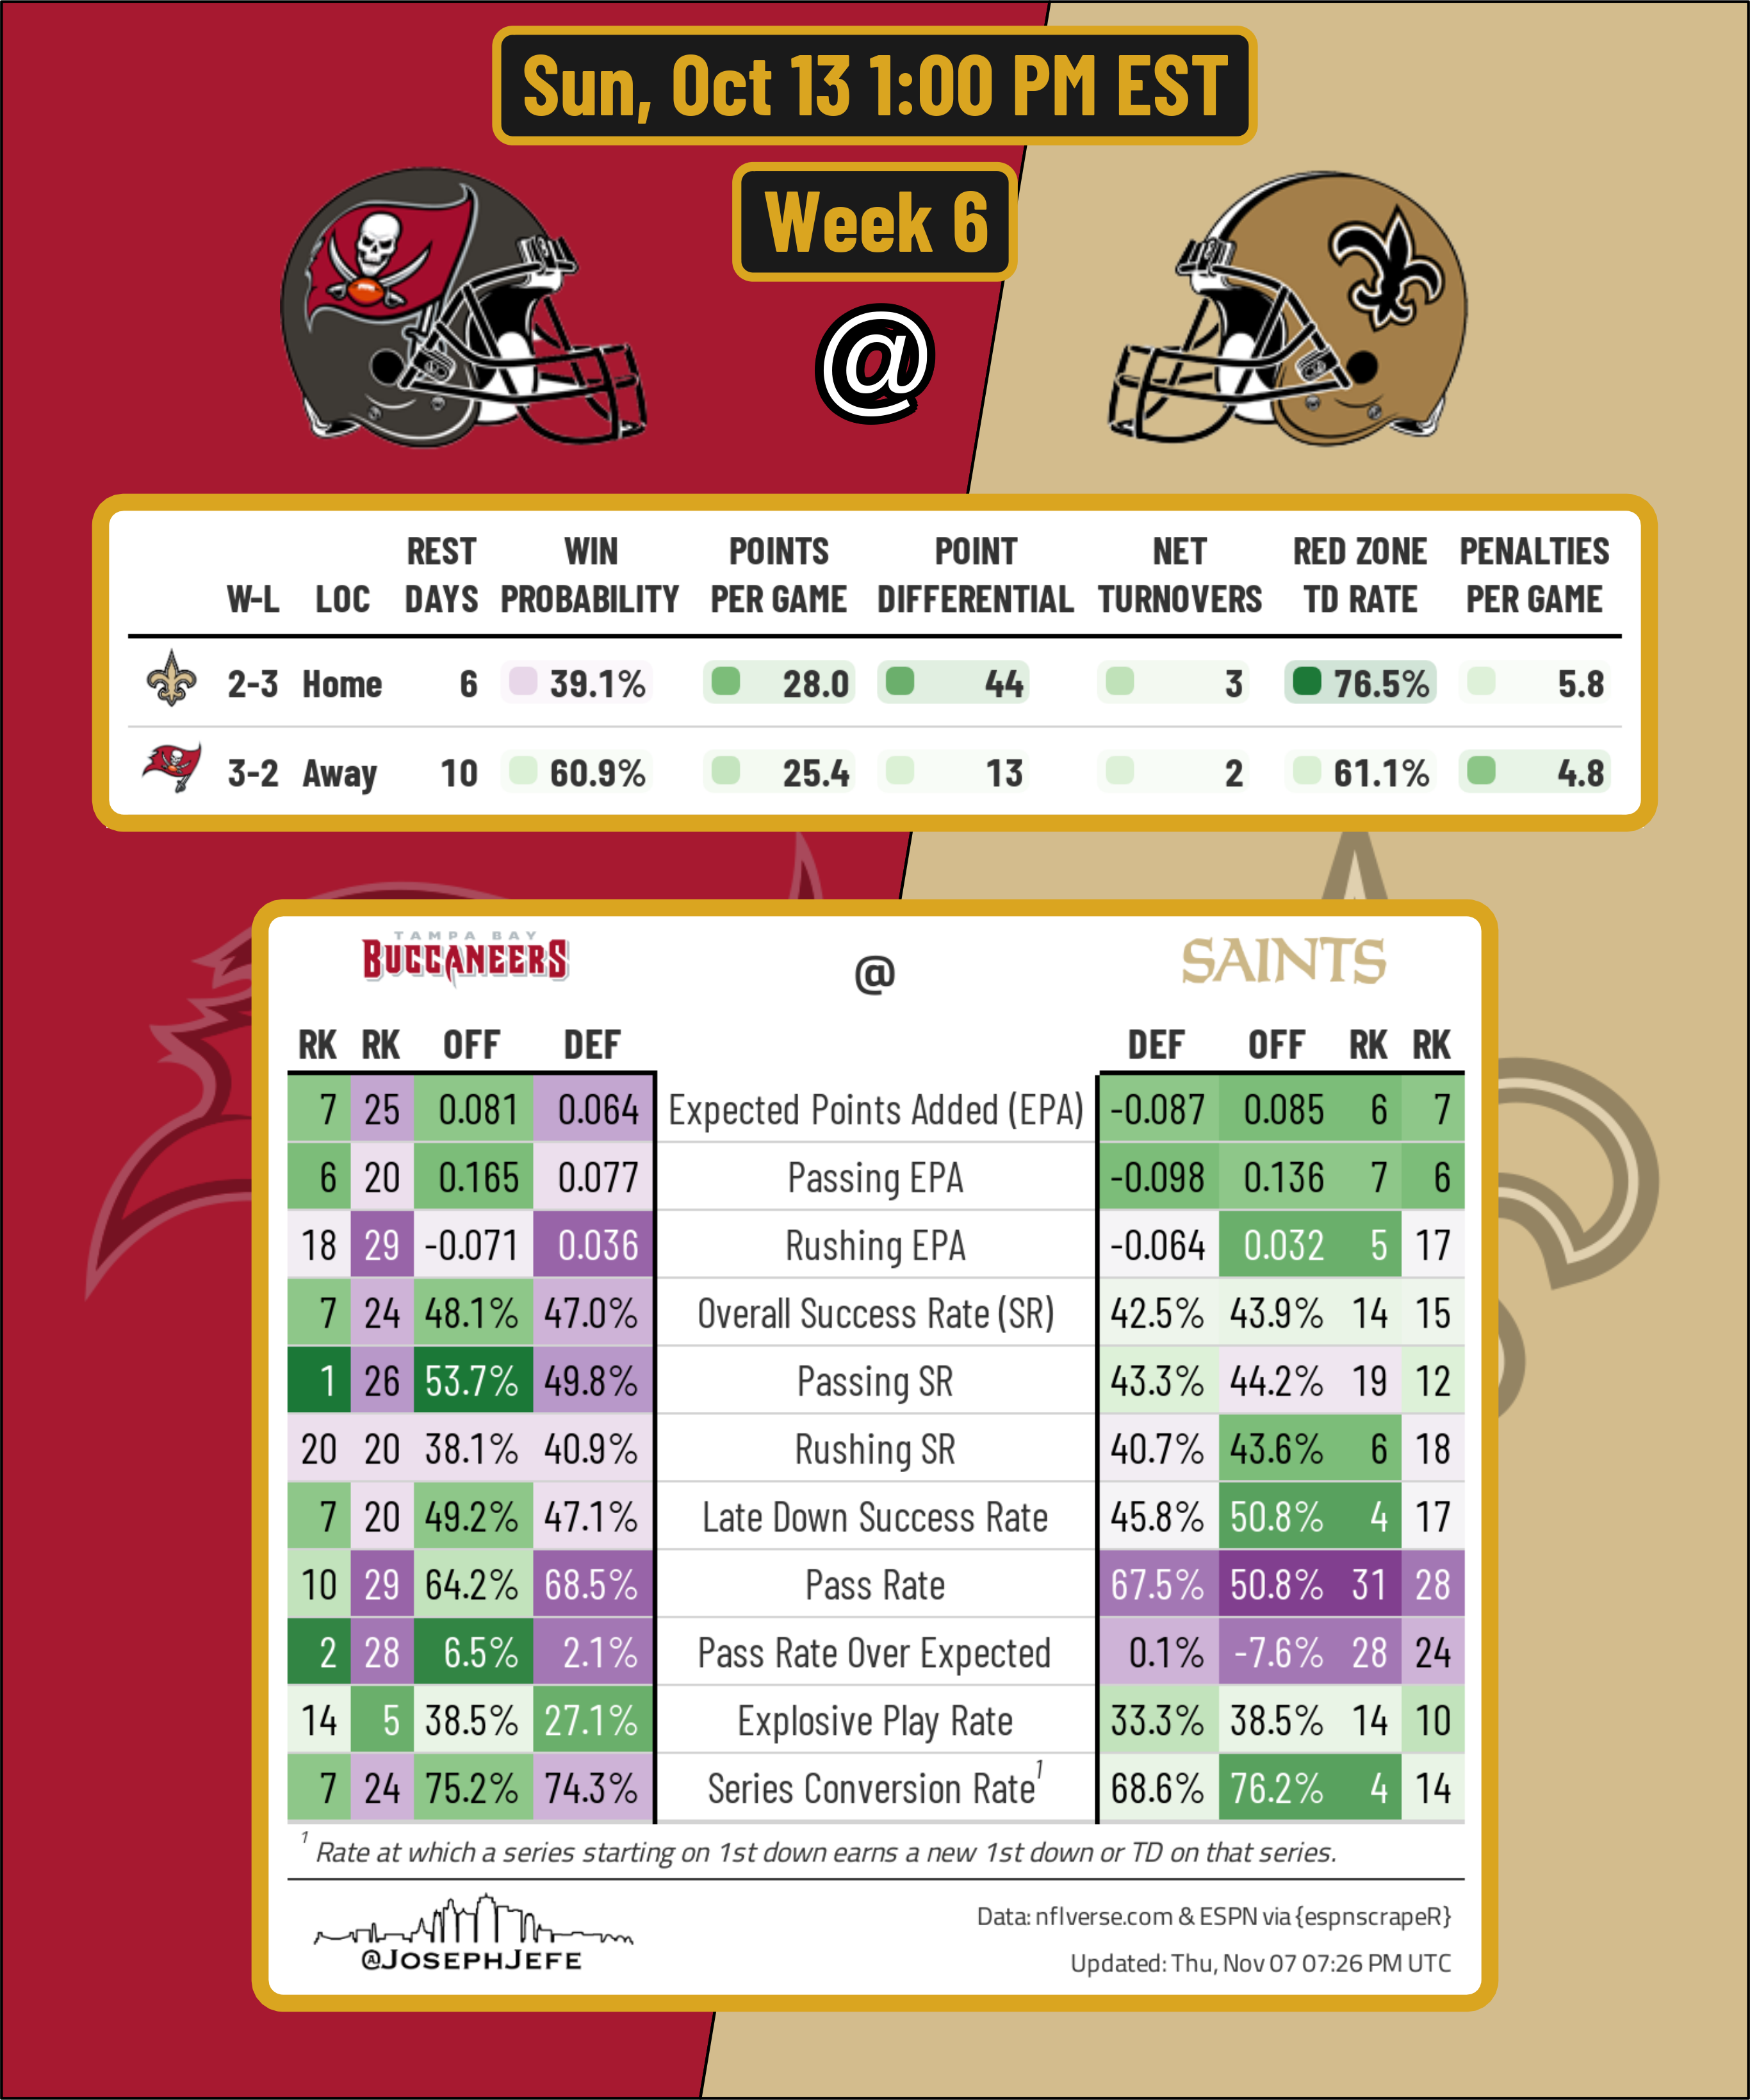 Sun, Oct 13 1:00 PM EST
Week 6
@
W-L LOC REST DAYS WIN PROBABILITY POINTS PER GAME POINT DIFFERENTIAL NET TURNOVERS RED ZONE TD RATE PENALTIES PER GAME
2-3 Home 6 39.1% 28.0 44 3 76.5% 5.8
3-2 Away 10 60.9% 25.4 13 2 61.1% 4.8
TAMPA BAY
BUCCANEERS @ SAINTS
RK RK OFF DEF DEF OFF RK RK
7 25 0.081 0.064 Expected Points Added (EPA) -0.087 0.085 6 7
6 20 0.165 0.077 Passing EPA -0.098 0.136 7 6
18 29 -0.071 0.036 Rushing EPA -0.064 0.032 5 17
7 24 48.1% 47.0% Overall Success Rate (SR) 42.5% 43.9% 14 15
1 26 53.7% 49.8% Passing SR 43.3% 44.2% 19 12
20 20 38.1% 40.9% Rushing SR 40.7% 43.6% 6 18
7 20 49.2% 47.1% Late Down Success Rate 45.8% 50.8% 4 17
10 29 64.2% 68.5% Pass Rate 67.5% 50.8% 31 28
2 28 6.5% 2.1% Pass Rate Over Expected 0.1% -7.6% 28 24
14 5 38.5% 27.1% Explosive Play Rate 33.3% 38.5% 14 10
7 24 75.2% 74.3% Series Conversion Rate¹ 68.6% 76.2% 4 14
¹ Rate at which a series starting on 1st down earns a new 1st down or TD on that series.
Data: nflverse.com & ESPN via {espnscrapeR}
@JOSEPHJEFE
Updated: Thu, Nov 07 07:26 PM UTC